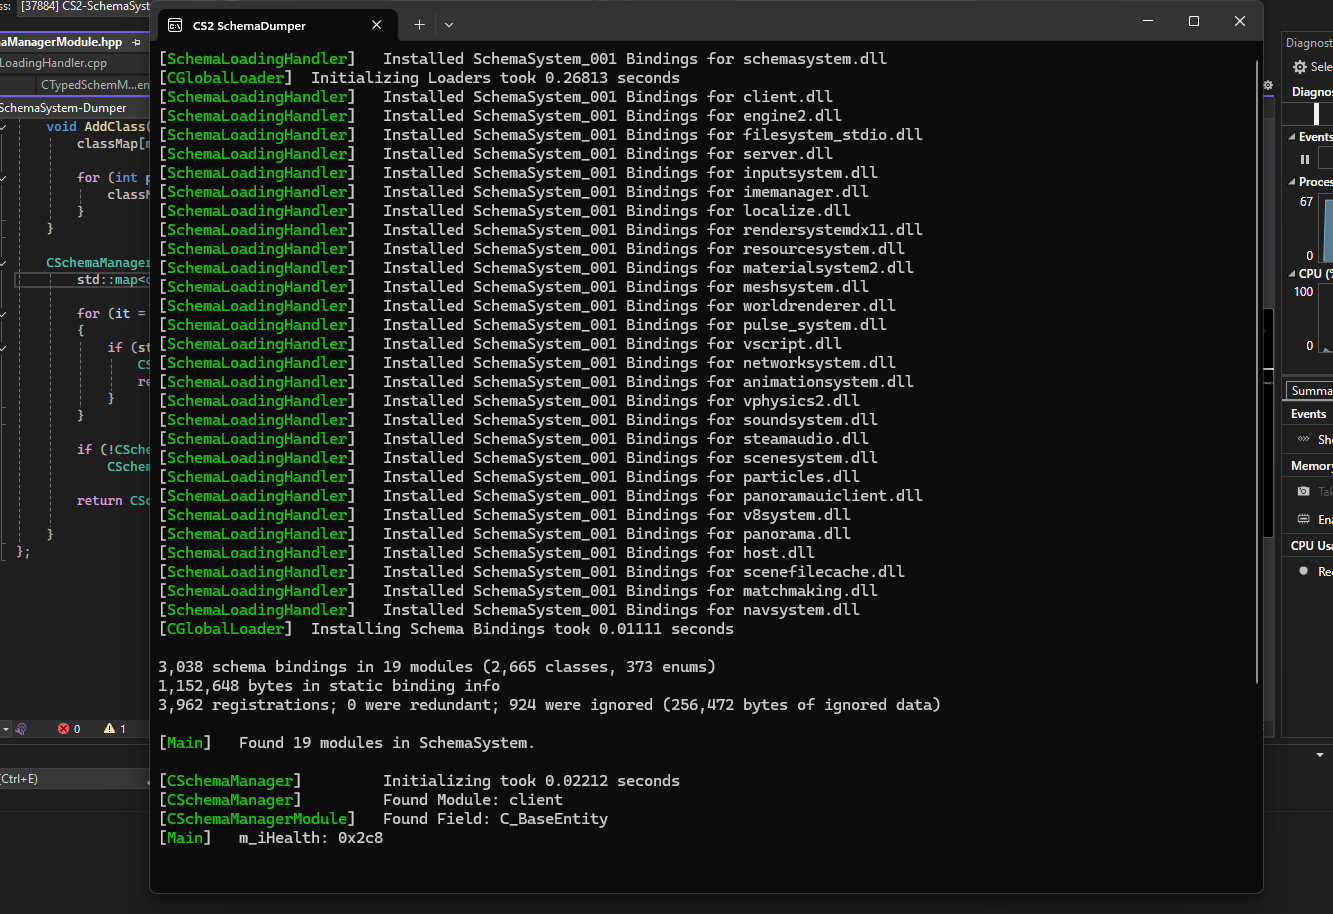 ss: [37884] CS2-SchemaSyst
naManagerModule.hpp
LoadingHandler.cpp
CTypedSchemM...en
SchemaSystem-Dumper
void AddClass(
classMap[m
for (int p
classM
}
}
CSchemaManager
std::map<c
for (it =
{
if (st
CS
re
}
}
if (!CSche
CSchem
return CSc
}
};
0
1
(Ctrl+E)
CS2 SchemaDumper
[SchemaLoadingHandler] Installed SchemaSystem_001 Bindings for schemasystem.dll
[CGlobalLoader] Initializing Loaders took 0.26813 seconds
[SchemaLoadingHandler] Installed SchemaSystem_001 Bindings for client.dll
[SchemaLoadingHandler] Installed SchemaSystem_001 Bindings for engine2.dll
[SchemaLoadingHandler] Installed SchemaSystem_001 Bindings for filesystem_stdio.dll
[SchemaLoadingHandler] Installed SchemaSystem_001 Bindings for server.dll
[SchemaLoadingHandler] Installed SchemaSystem_001 Bindings for inputsystem.dll
[SchemaLoadingHandler] Installed SchemaSystem_001 Bindings for imemanager.dll
[SchemaLoadingHandler] Installed SchemaSystem_001 Bindings for localize.dll
[SchemaLoadingHandler] Installed SchemaSystem_001 Bindings for rendersystemdx11.dll
[SchemaLoadingHandler] Installed SchemaSystem_001 Bindings for resourcesystem.dll
[SchemaLoadingHandler] Installed SchemaSystem_001 Bindings for materialsystem2.dll
[SchemaLoadingHandler] Installed SchemaSystem_001 Bindings for meshsystem.dll
[SchemaLoadingHandler] Installed SchemaSystem_001 Bindings for worldrenderer.dll
[SchemaLoadingHandler] Installed SchemaSystem_001 Bindings for pulse_system.dll
[SchemaLoadingHandler] Installed SchemaSystem_001 Bindings for vscript.dll
[SchemaLoadingHandler] Installed SchemaSystem_001 Bindings for networksystem.dll
[SchemaLoadingHandler] Installed SchemaSystem_001 Bindings for animationsystem.dll
[SchemaLoadingHandler] Installed SchemaSystem_001 Bindings for vphysics2.dll
[SchemaLoadingHandler] Installed SchemaSystem_001 Bindings for soundsystem.dll
[SchemaLoadingHandler] Installed SchemaSystem_001 Bindings for steamaudio.dll
[SchemaLoadingHandler] Installed SchemaSystem_001 Bindings for scenesystem.dll
[SchemaLoadingHandler] Installed SchemaSystem_001 Bindings for particles.dll
[SchemaLoadingHandler] Installed SchemaSystem_001 Bindings for panoramauiclient.dll
[SchemaLoadingHandler] Installed SchemaSystem_001 Bindings for v8system.dll
[SchemaLoadingHandler] Installed SchemaSystem_001 Bindings for panorama.dll
[SchemaLoadingHandler] Installed SchemaSystem_001 Bindings for host.dll
[SchemaLoadingHandler] Installed SchemaSystem_001 Bindings for scenefilecache.dll
[SchemaLoadingHandler] Installed SchemaSystem_001 Bindings for matchmaking.dll
[SchemaLoadingHandler] Installed SchemaSystem_001 Bindings for navsystem.dll
[CGlobalLoader] Installing Schema Bindings took 0.01111 seconds
3,038 schema bindings in 19 modules (2,665 classes, 373 enums)
1,152,648 bytes in static binding info
3,962 registrations; 0 were redundant; 924 were ignored (256,472 bytes of ignored data)
[Main] Found 19 modules in SchemaSystem.
[CSchemaManager] Initializing took 0.02212 seconds
[CSchemaManager] Found Module: client
[CSchemaManagerModule] Found Field: C_BaseEntity
[Main] m_iHealth: 0x2c8
Diagnost
Sele
Diagnos
Events
Proces
67
0
CPU (%
100
0
Summa
Events
Sho
Memory
Tak
Ena
CPU Usa
Rec